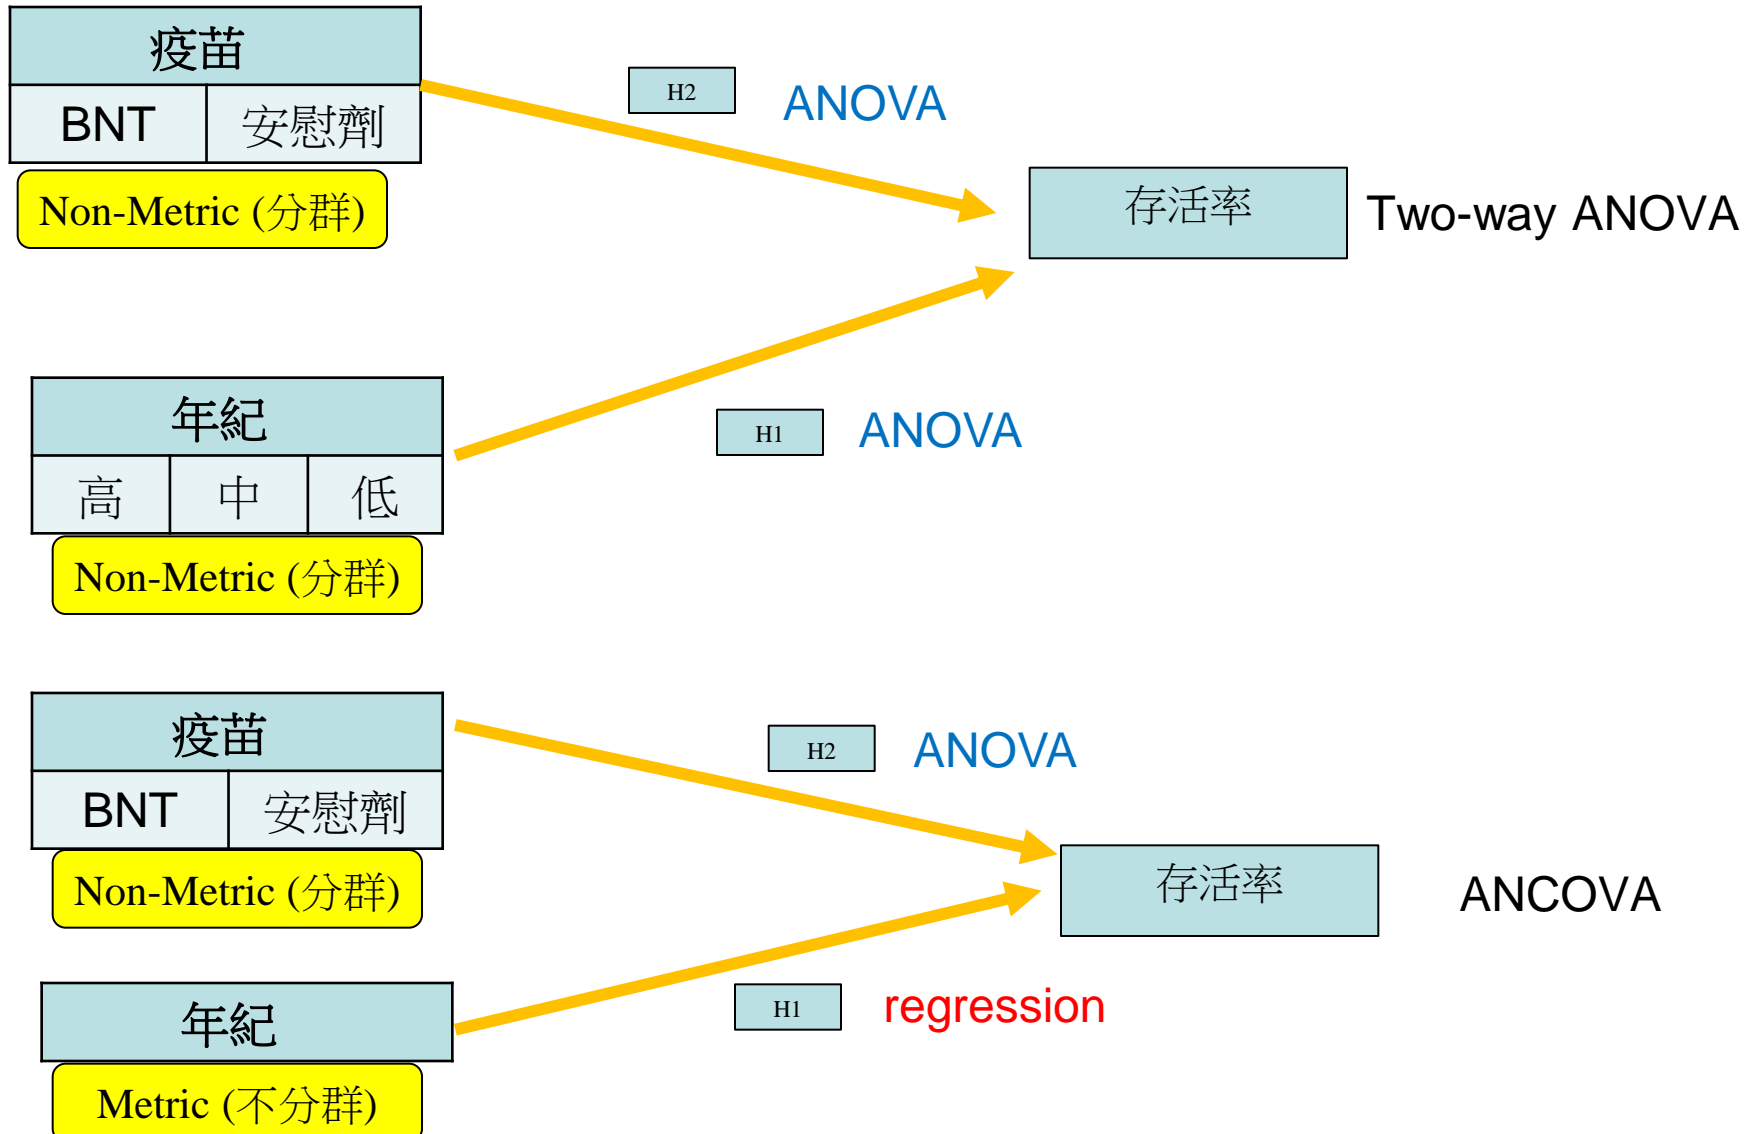 疫苗
BNT 安慰劑
Non-Metric (分群)
H2 ANOVA
存活率 Two-way ANOVA
年紀
高 中 低
Non-Metric (分群)
H1 ANOVA
疫苗
BNT 安慰劑
Non-Metric (分群)
H2 ANOVA
存活率 ANCOVA
年紀
Metric (不分群)
H1 regression